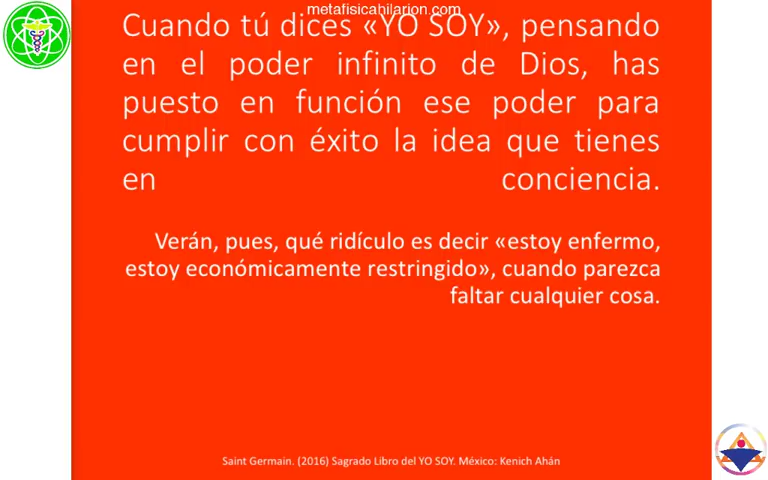 metafisicahilarion.com
Cuando tú dices «YO SOY», pensando
en el poder infinito de Dios, has
puesto en función ese poder para
cumplir con éxito la idea que tienes
en conciencia.
Verán, pues, qué ridículo es decir «estoy enfermo,
estoy económicamente restringido», cuando parezca
faltar cualquier cosa.
Saint Germain. (2016) Sagrado Libro del YO SOY. México: Kenich Ahán